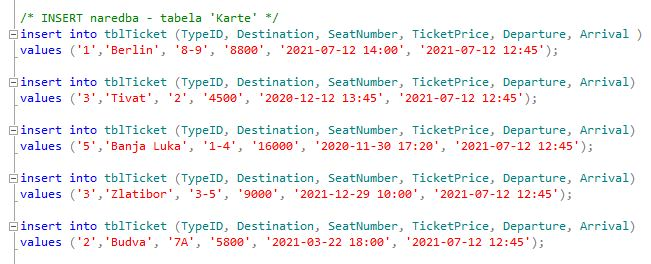 /* INSERT naredba - tabela 'Karte' */
insert into tblTicket (TypeID, Destination, SeatNumber, TicketPrice, Departure, Arrival )
values ('1','Berlin', '8-9', '8800', '2021-07-12 14:00', '2021-07-12 12:45');
insert into tblTicket (TypeID, Destination, SeatNumber, TicketPrice, Departure, Arrival)
values ('3','Tivat', '2', '4500', '2020-12-12 13:45', '2021-07-12 12:45');
insert into tblTicket (TypeID, Destination, SeatNumber, TicketPrice, Departure, Arrival)
values ('5','Banja Luka', '1-4', '16000', '2020-11-30 17:20', '2021-07-12 12:45');
insert into tblTicket (TypeID, Destination, SeatNumber, TicketPrice, Departure, Arrival)
values ('3','Zlatibor', '3-5', '9000', '2021-12-29 10:00', '2021-07-12 12:45');
insert into tblTicket (TypeID, Destination, SeatNumber, TicketPrice, Departure, Arrival)
values ('2','Budva', '7A', '5800', '2021-03-22 18:00', '2021-07-12 12:45');